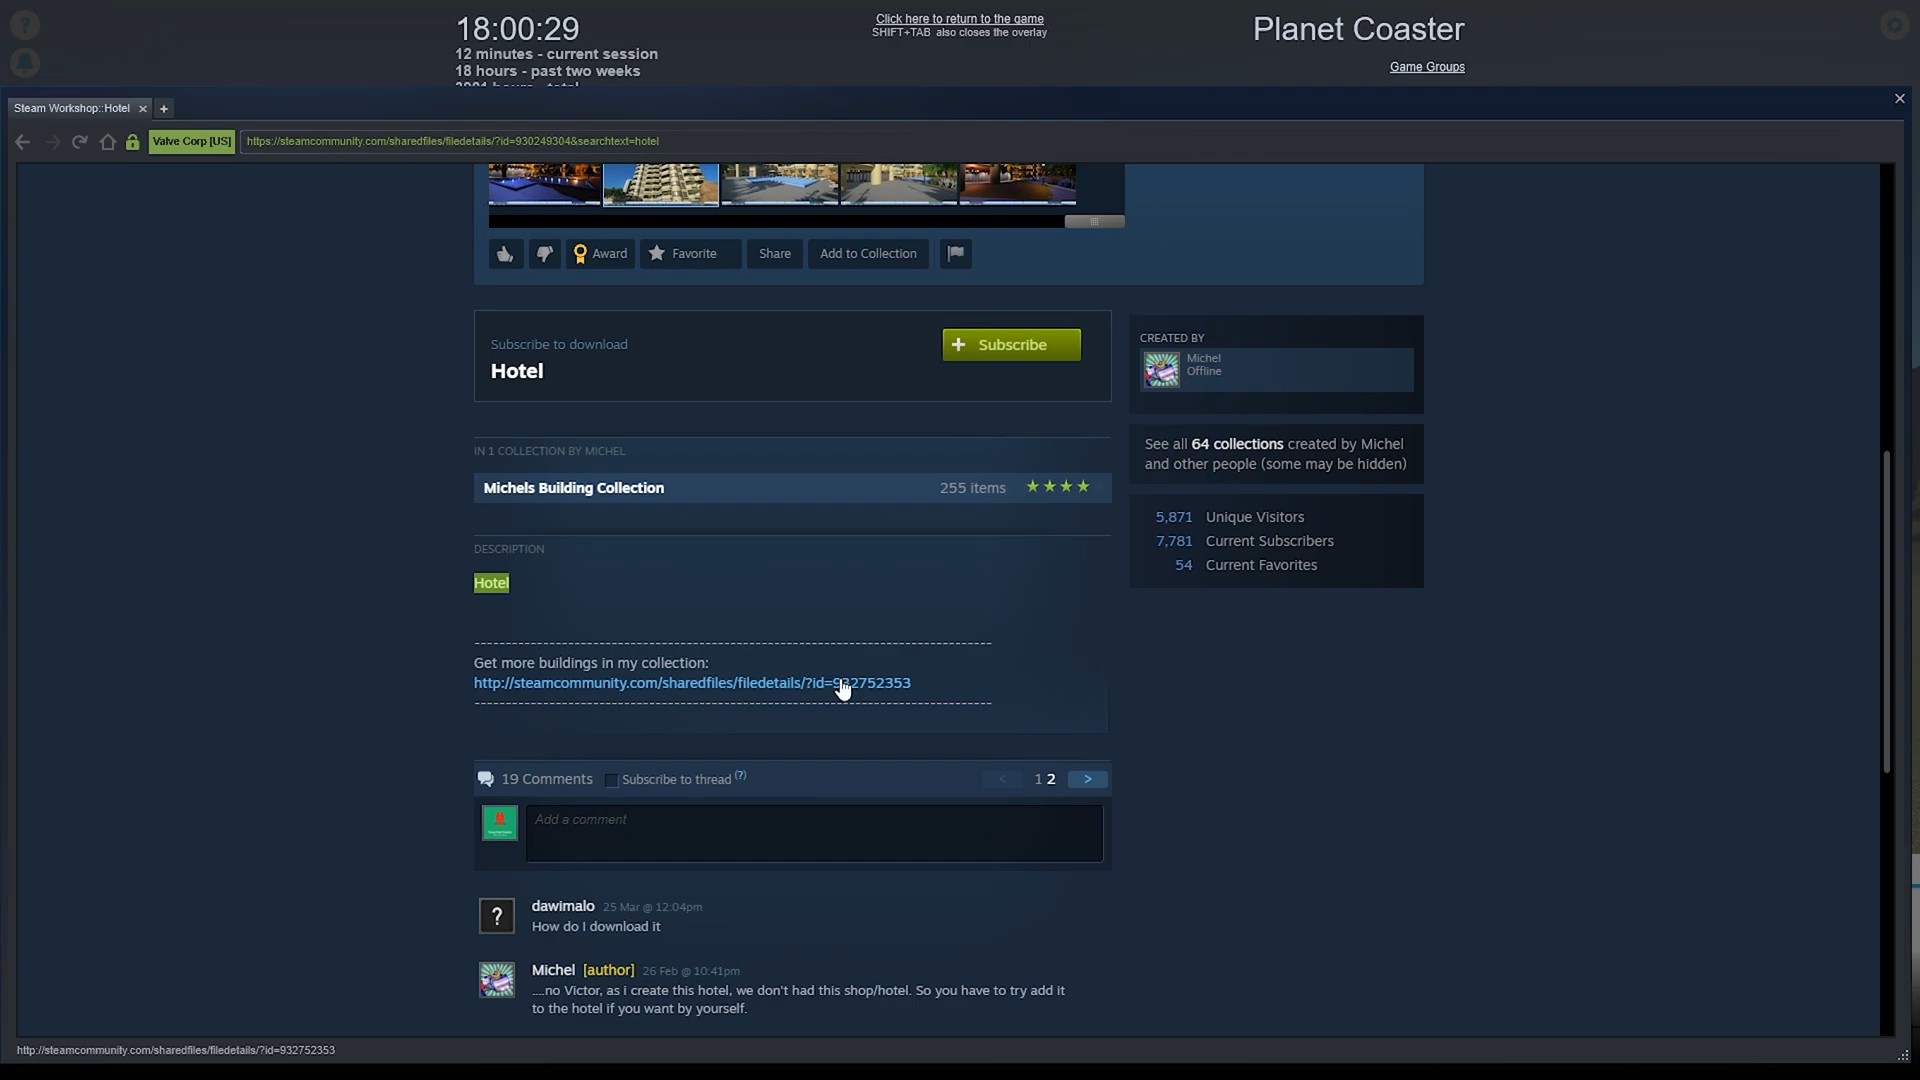 18:00:29
12 minutes - current session
18 hours - past two weeks
Click here to return to the game
SHIFT+TAB also closes the overlay
Planet Coaster
Game Groups
Steam Workshop::Hotel
Valve Corp [US]
https://steamcommunity.com/sharedfiles/filedetails/?id=930249304&searchtext=hotel
Award
Favorite
Share
Add to Collection
Subscribe to download
Hotel
+ Subscribe
CREATED BY
Michel
Offline
IN 1 COLLECTION BY MICHEL
Michels Building Collection
255 items
See all 64 collections created by Michel
and other people (some may be hidden)
5,871 Unique Visitors
7,781 Current Subscribers
54 Current Favorites
DESCRIPTION
Hotel
Get more buildings in my collection:
http://steamcommunity.com/sharedfiles/filedetails/?id=932752353
19 Comments
Subscribe to thread (?)
< 1 2 >
Add a comment
dawimalo 25 Mar @ 12:04pm
How do I download it
Michel [author] 26 Feb @ 10:41pm
....no Victor, as i create this hotel, we don't had this shop/hotel. So you have to try add it
to the hotel if you want by yourself.
http://steamcommunity.com/sharedfiles/filedetails/?id=932752353